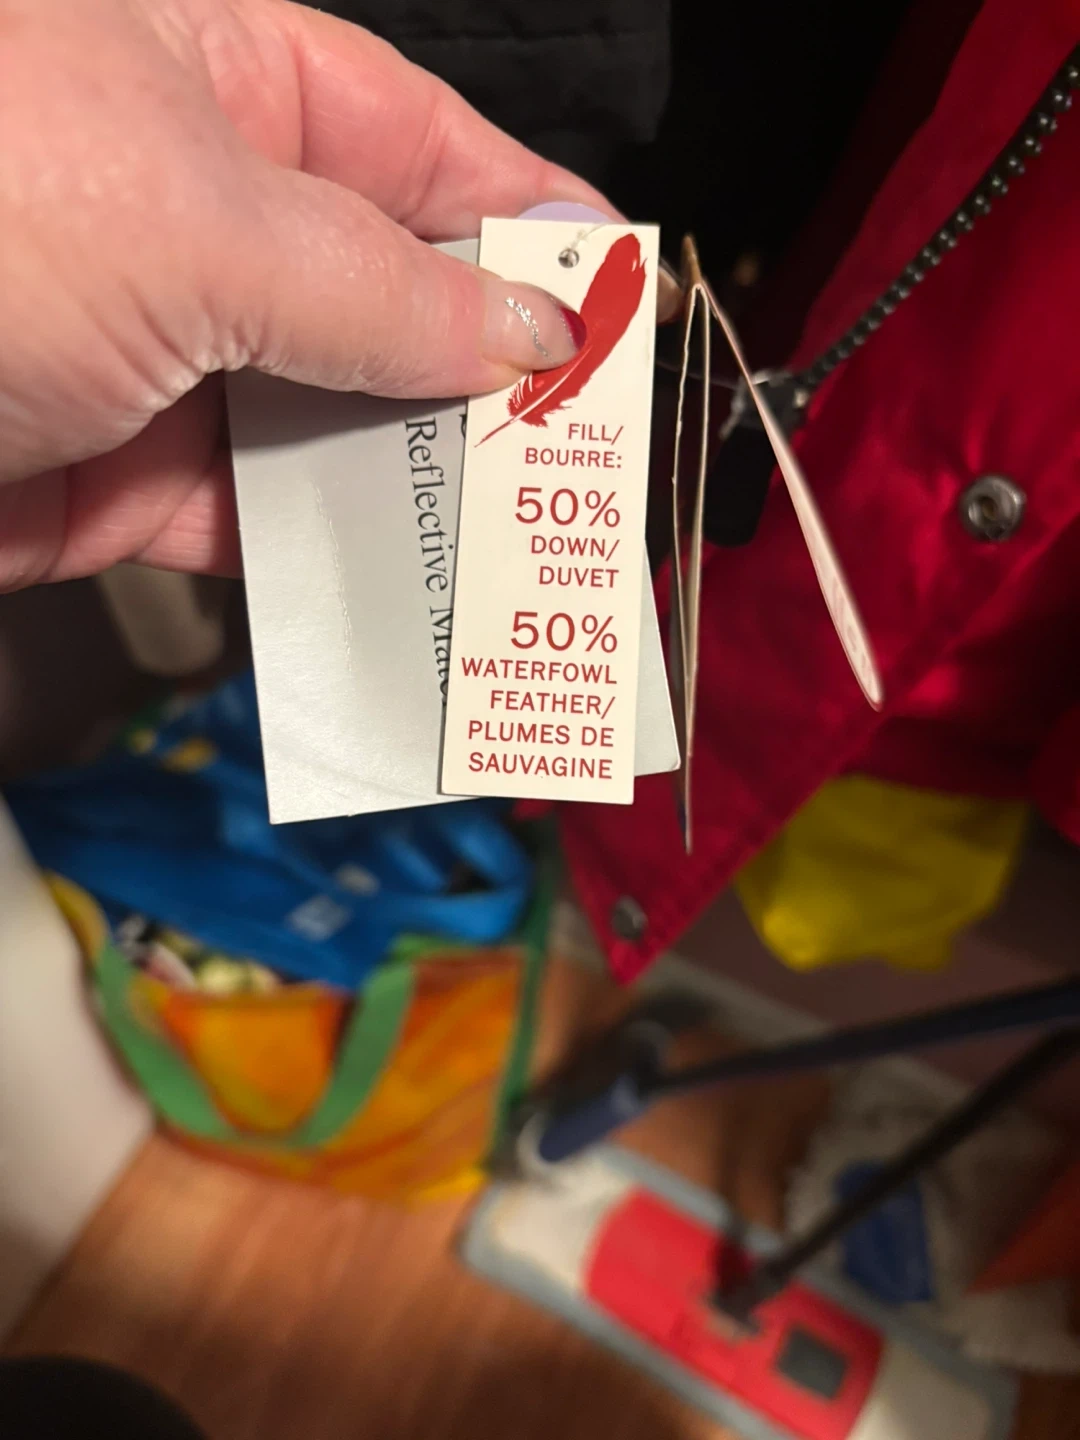 Reflective
FILL/
BOURRE:
50%
DOWN/
DUVET
50%
WATERFOWL
FEATHER/
PLUMES DE
SAUVAGINE